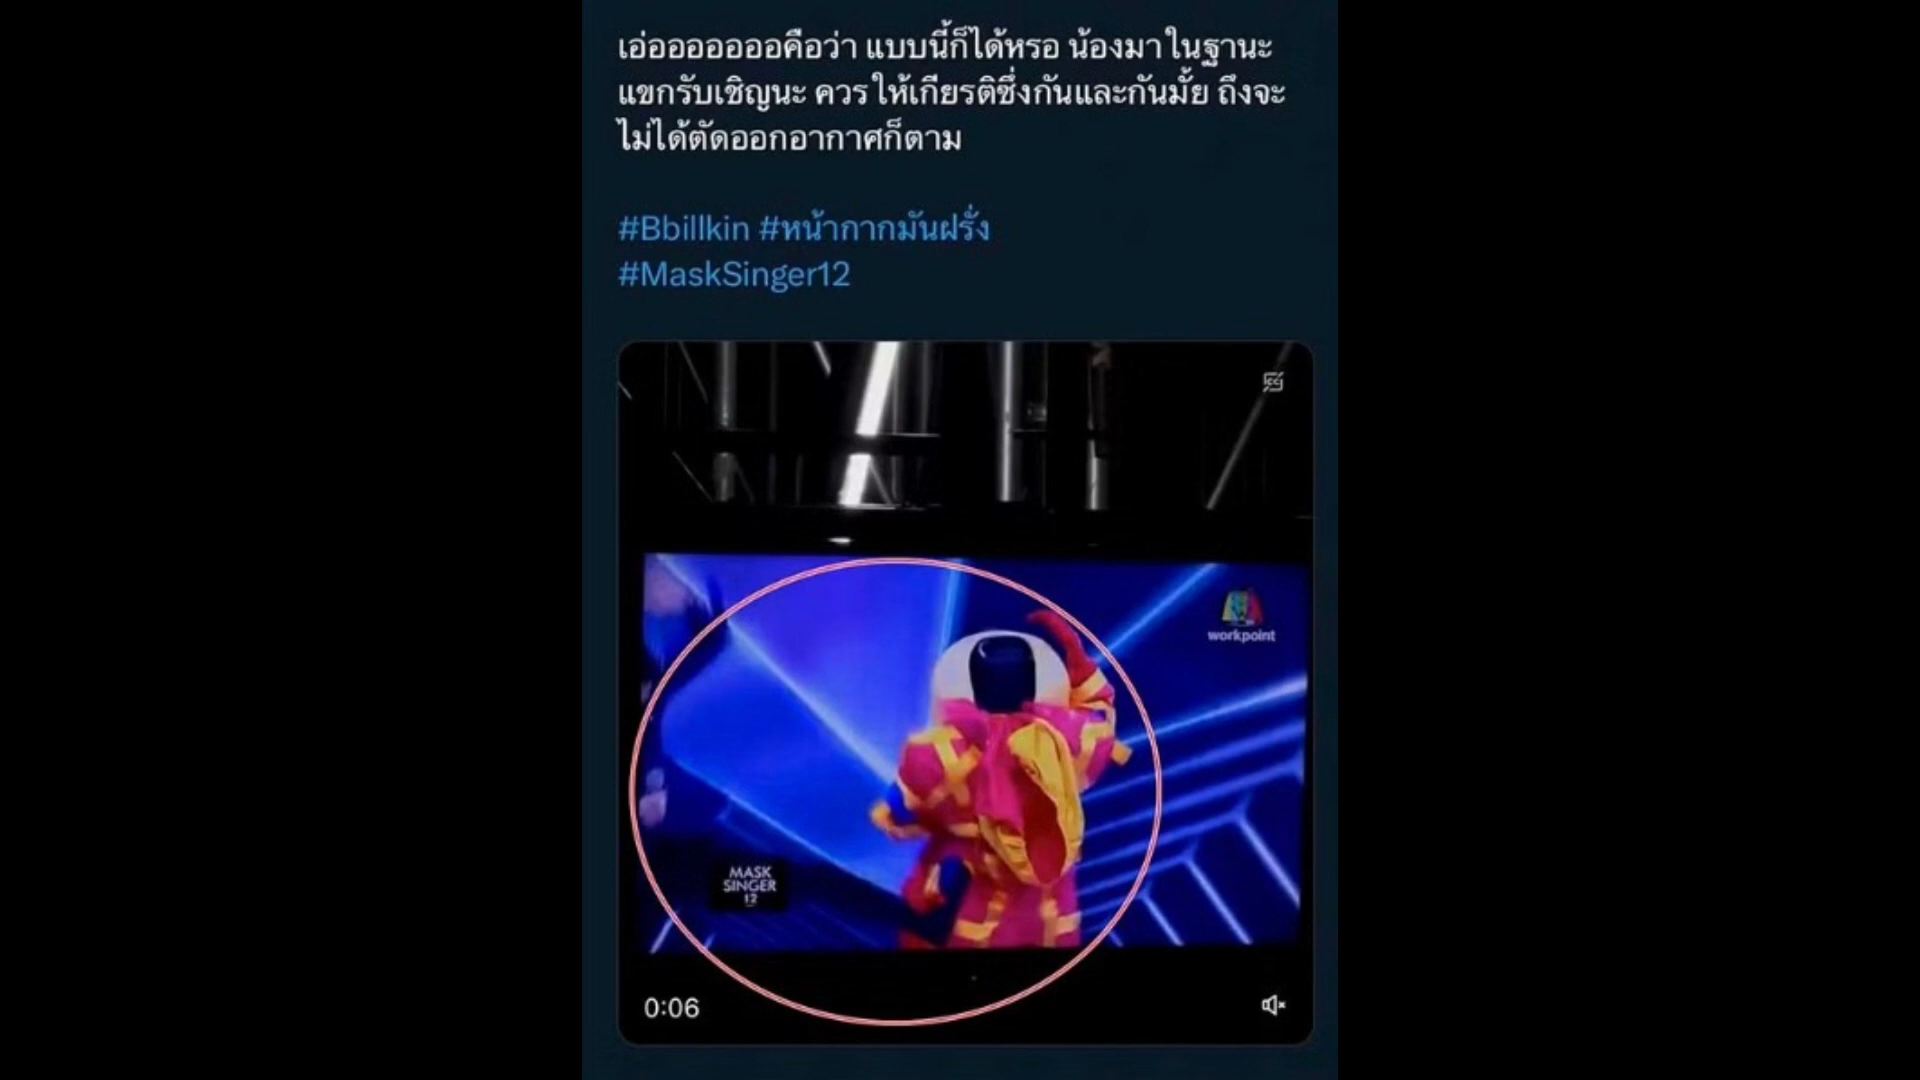 เอ่ออออออออคือว่า แบบนี้ก็ได้หรอ น้องมาในฐานะ
แขกรับเชิญนะ ควรให้เกียรติซึ่งกันและกันมั้ย ถึงจะ
ไม่ได้ตัดออกอากาศก็ตาม
#Bbillkin #หน้ากากมันฝรั่ง
#MaskSinger12
workpoint
MASK
SINGER
12
0:06